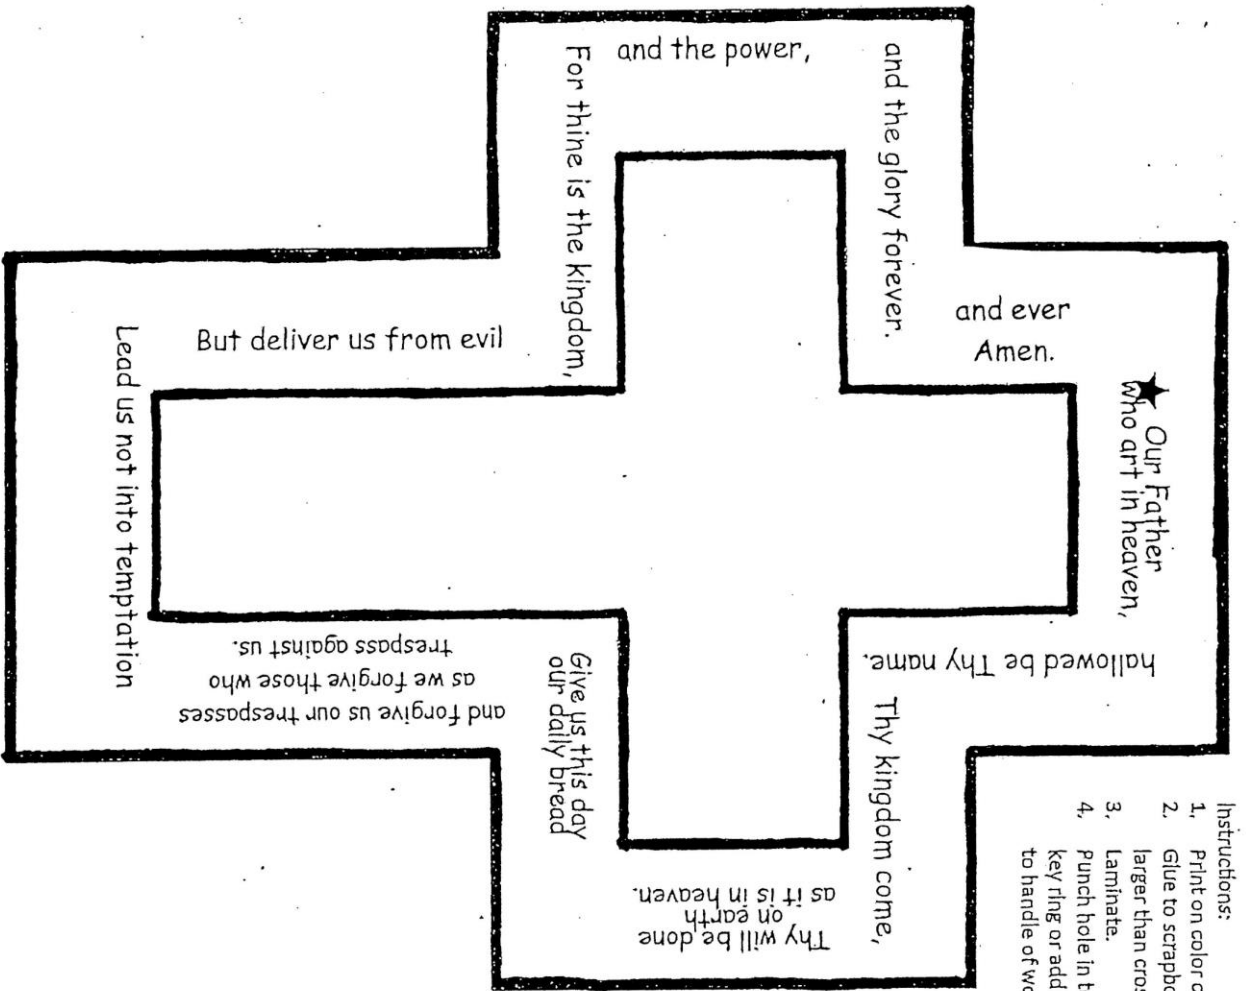 Our Father
who art in heaven,
hallowed be Thy name.
Thy kingdom come,
Thy will be done
on earth
as it is in heaven.
Give us this day
our daily bread
and forgive us our trespasses
as we forgive those who
trespass against us.
Lead us not into temptation
But deliver us from evil
For thine is the kingdom,
and the power,
and the glory forever.
and ever
Amen.
Instructions:
1. Print on color
2. Glue to
larger than
3. Laminate.
4. Punch hole in
key ring or add
to handle of